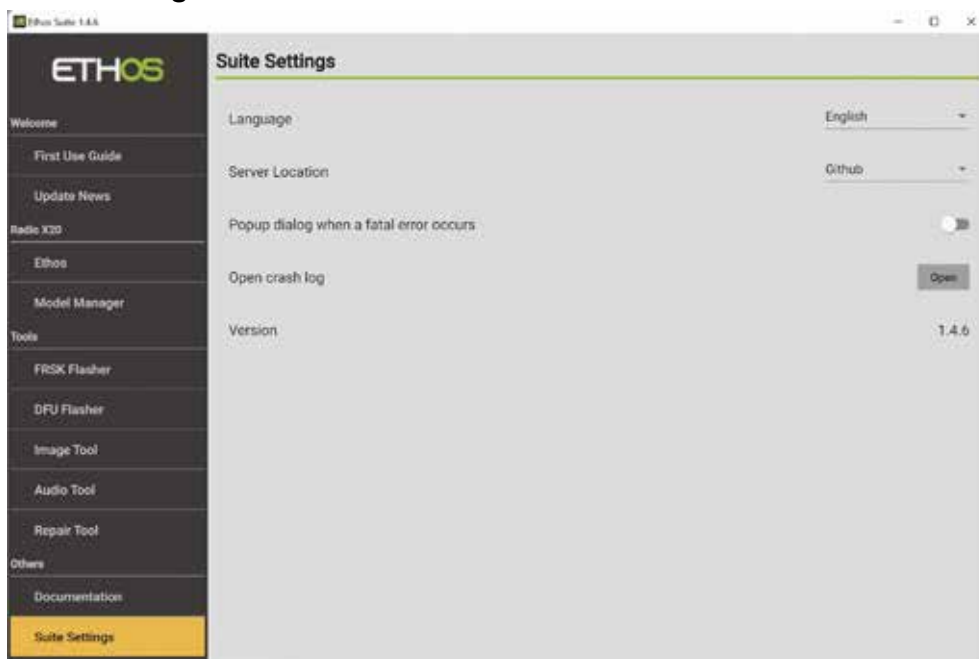 Ethos Suite 1.4.6
ETHOS
Welcome
First Use Guide
Update News
Radio X20
Ethos
Model Manager
Tools
FRSK Flasher
DFU Flasher
Image Tool
Audio Tool
Repair Tool
Others
Documentation
Suite Settings
Suite Settings
Language English
Server Location Github
Popup dialog when a fatal error occurs
Open crash log Open
Version 1.4.6